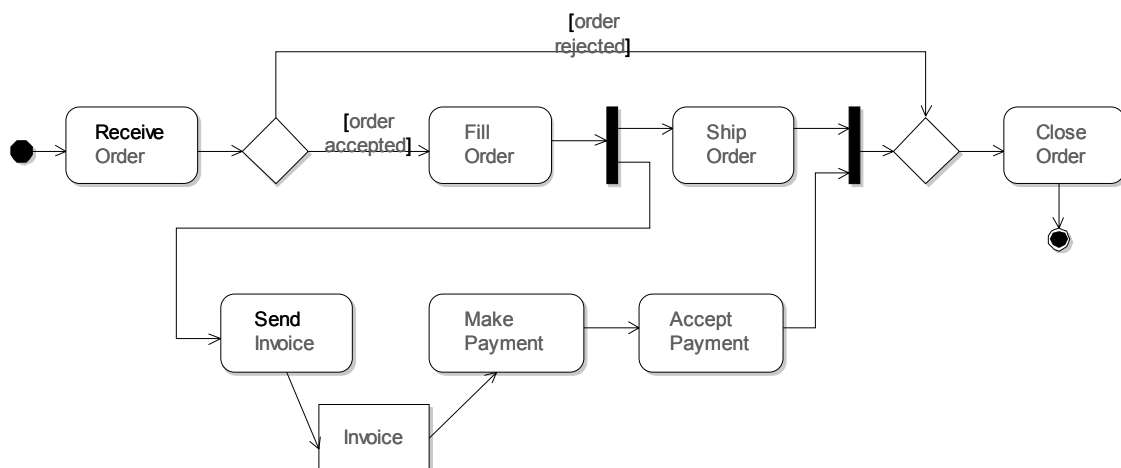 [order
rejected]
Receive
Order
[order
accepted]
Fill
Order
Ship
Order
Close
Order
Send
Invoice
Make
Payment
Accept
Payment
Invoice